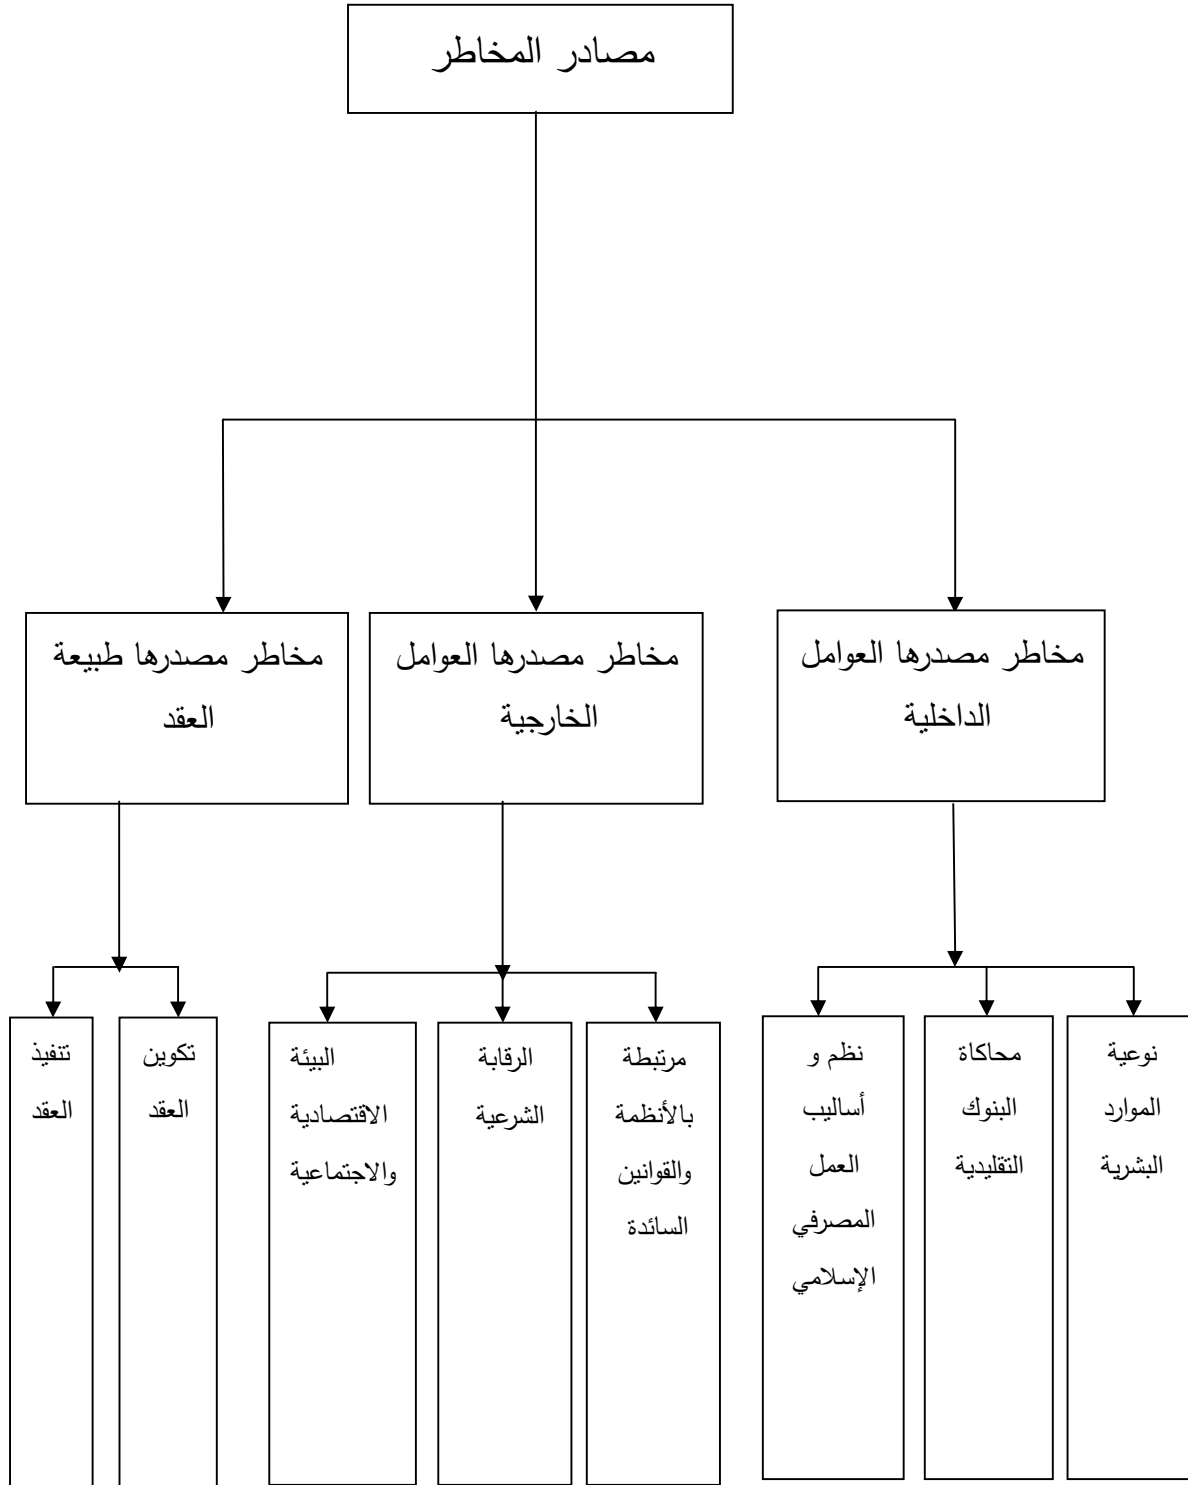 مصادر المخاطر
مخاطر مصدرها العوامل
الداخلية
مخاطر مصدرها العوامل
الخارجية
مخاطر مصدرها طبيعة
العقد
نوعية
الموارد
البشرية
محاكاة
البنوك
التقليدية
نظم و
أساليب
العمل
المصرفي
الإسلامي
مرتبطة
بالأنظمة
والقوانين
السائدة
الرقابة
الشرعية
البيئة
الاقتصادية
والاجتماعية
تكوين
العقد
تنفيذ
العقد